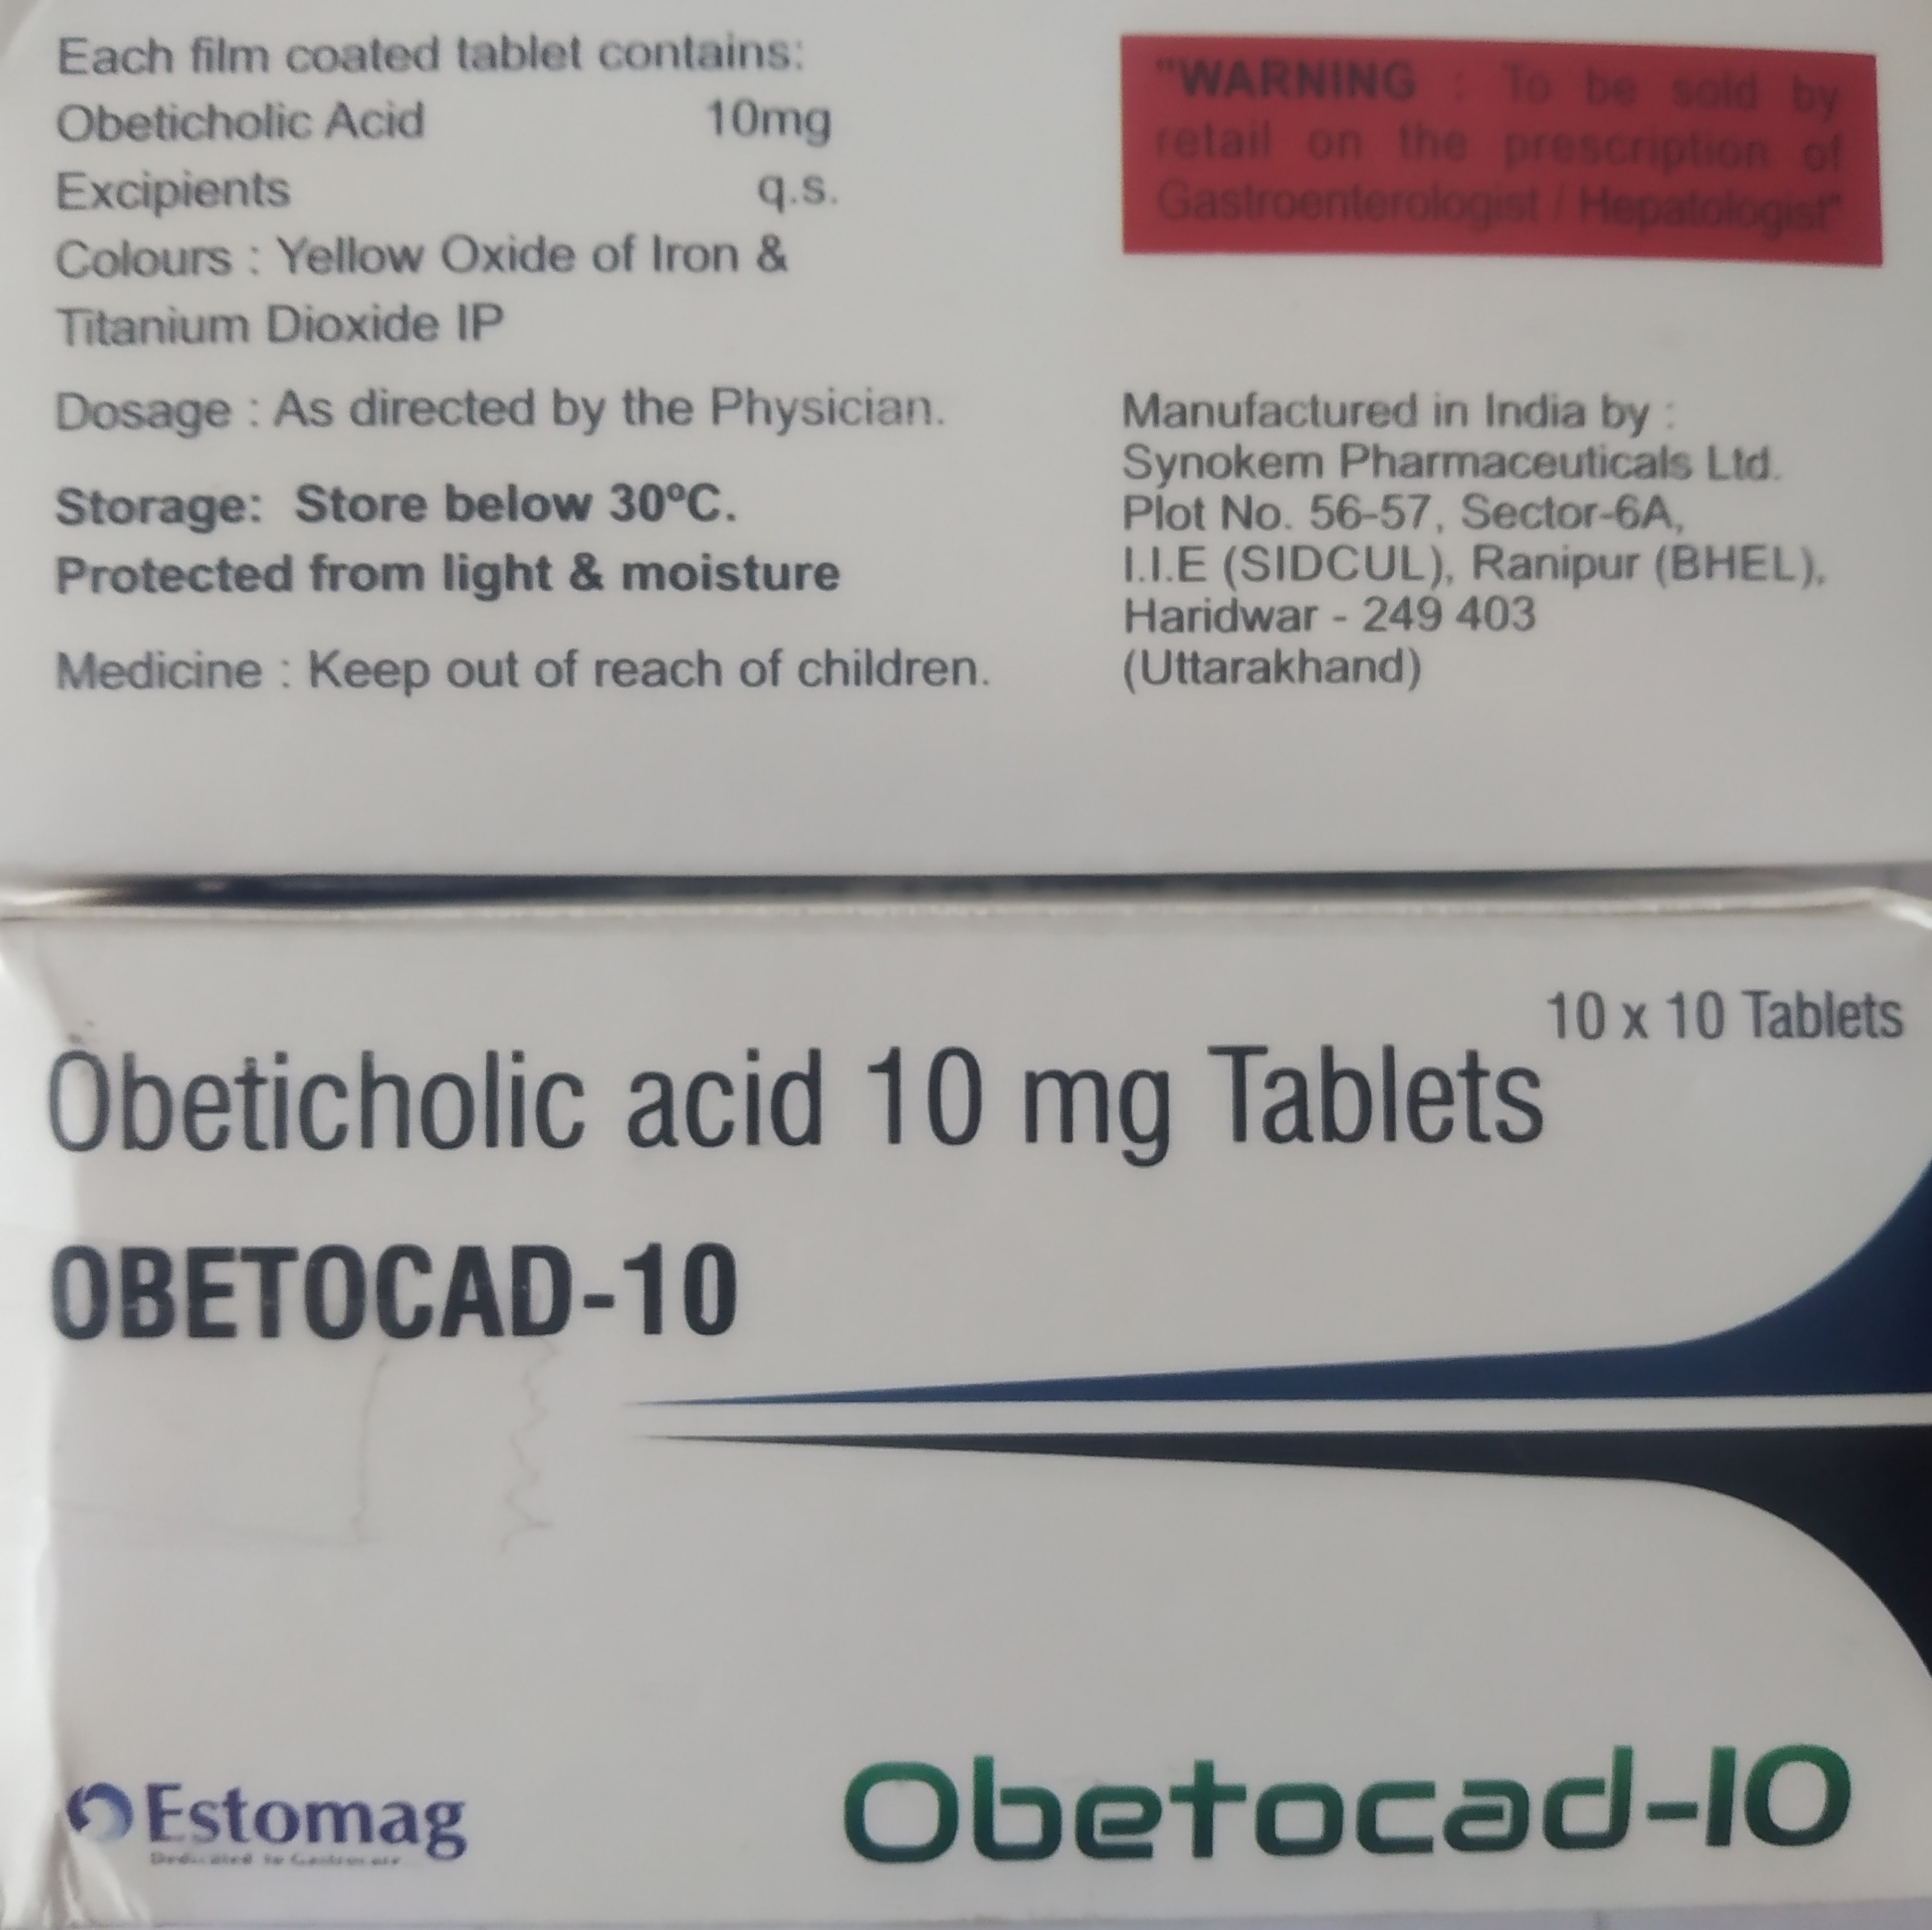 Each film coated tablet contains:
Obeticholic Acid 10mg
Excipients q.s.
Colours : Yellow Oxide of Iron &
Titanium Dioxide IP
Dosage : As directed by the Physician.
Storage: Store below 30ºC.
Protected from light & moisture
Medicine : Keep out of reach of children.
"WARNING : To be sold by
retail on the prescription of
Gastroenterologist / Hepatologist"
Manufactured in India by :
Synokem Pharmaceuticals Ltd.
Plot No. 56-57, Sector-6A,
I.I.E (SIDCUL), Ranipur (BHEL),
Haridwar - 249 403
(Uttarakhand)
10 x 10 Tablets
Obeticholic acid 10 mg Tablets
OBETOCAD-10
Estomag
Dedicated to
Obetocad-10